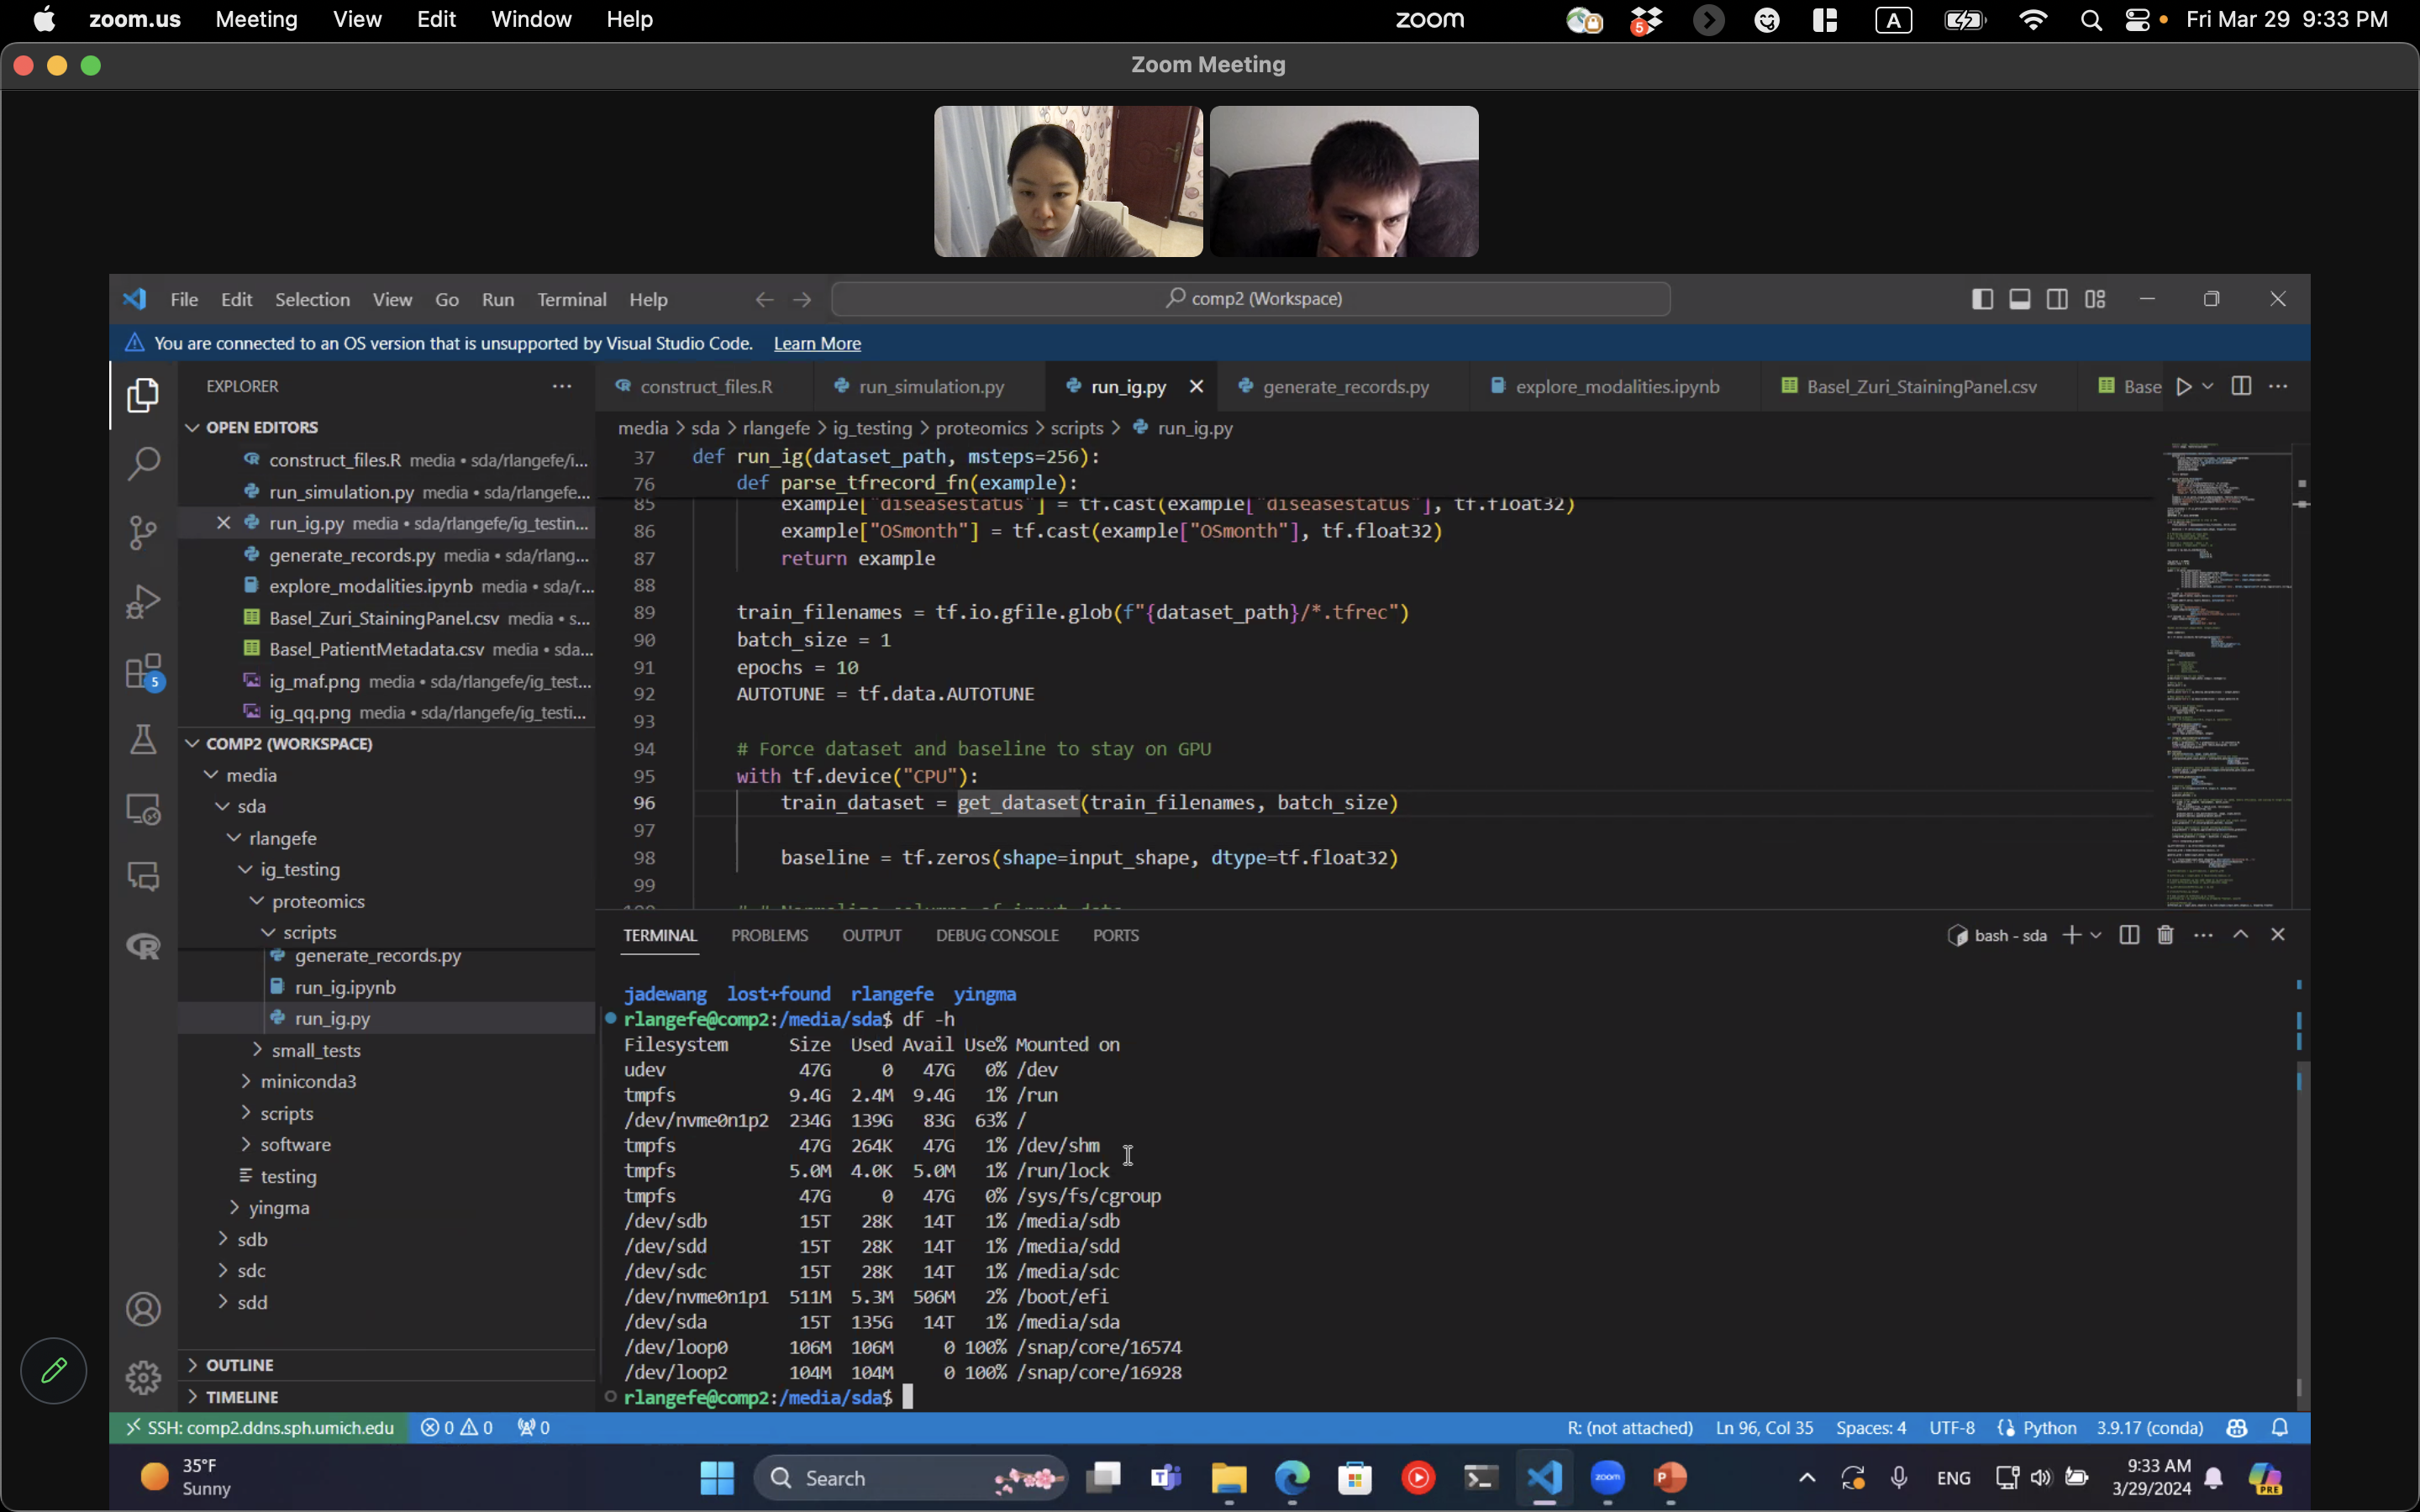 zoom.us Meeting View Edit Window Help zoom 5 A Fri Mar 29 9:33 PM
Zoom Meeting
File Edit Selection View Go Run Terminal Help comp2 (Workspace)
You are connected to an OS version that is unsupported by Visual Studio Code. Learn More
EXPLORER
construct_files.R run_simulation.py run_ig.py generate_records.py explore_modalities.ipynb Basel_Zuri_StainingPanel.csv Base
media > sda > rlangefe > ig_testing > proteomics > scripts > run_ig.py
OPEN EDITORS
construct_files.R media • sda/rlangefe/i...
run_simulation.py media • sda/rlangefe...
run_ig.py media • sda/rlangefe/ig_testin...
generate_records.py media • sda/rlang...
explore_modalities.ipynb media • sda/r...
Basel_Zuri_StainingPanel.csv media • s...
Basel_PatientMetadata.csv media • sda...
ig_maf.png media • sda/rlangefe/ig_test...
ig_qq.png media • sda/rlangefe/ig_testi...
5
COMP2 (WORKSPACE)
media
sda
rlangefe
ig_testing
proteomics
scripts
generate_records.py
run_ig.ipynb
run_ig.py
small_tests
miniconda3
scripts
software
testing
yingma
sdb
sdc
sdd
OUTLINE
TIMELINE
37 def run_ig(dataset_path, msteps=256):
76 def parse_tfrecord_fn(example):
85 example["diseasestatus"] = tf.cast(example["diseasestatus"], tf.float32)
86 example["OSmonth"] = tf.cast(example["OSmonth"], tf.float32)
87 return example
88
89 train_filenames = tf.io.gfile.glob(f"{dataset_path}/*.tfrec")
90 batch_size = 1
91 epochs = 10
92 AUTOTUNE = tf.data.AUTOTUNE
93
94 # Force dataset and baseline to stay on GPU
95 with tf.device("CPU"):
96 train_dataset = get_dataset(train_filenames, batch_size)
97
98 baseline = tf.zeros(shape=input_shape, dtype=tf.float32)
99
TERMINAL PROBLEMS OUTPUT DEBUG CONSOLE PORTS bash - sda
jadewang lost+found rlangefe yingma
rlangefe@comp2:/media/sda$ df -h
Filesystem Size Used Avail Use% Mounted on
udev 47G 0 47G 0% /dev
tmpfs 9.4G 2.4M 9.4G 1% /run
/dev/nvme0n1p2 234G 139G 83G 63% /
tmpfs 47G 264K 47G 1% /dev/shm
tmpfs 5.0M 4.0K 5.0M 1% /run/lock
tmpfs 47G 0 47G 0% /sys/fs/cgroup
/dev/sdb 15T 28K 14T 1% /media/sdb
/dev/sdd 15T 28K 14T 1% /media/sdd
/dev/sdc 15T 28K 14T 1% /media/sdc
/dev/nvme0n1p1 511M 5.3M 506M 2% /boot/efi
/dev/sda 15T 135G 14T 1% /media/sda
/dev/loop0 106M 106M 0 100% /snap/core/16574
/dev/loop2 104M 104M 0 100% /snap/core/16928
rlangefe@comp2:/media/sda$
SSH: comp2.ddns.sph.umich.edu 0 0 0 R: (not attached) Ln 96, Col 35 Spaces: 4 UTF-8 Python 3.9.17 (conda)
35°F
Sunny
Search
zoom
ENG
9:33 AM
3/29/2024
PRE